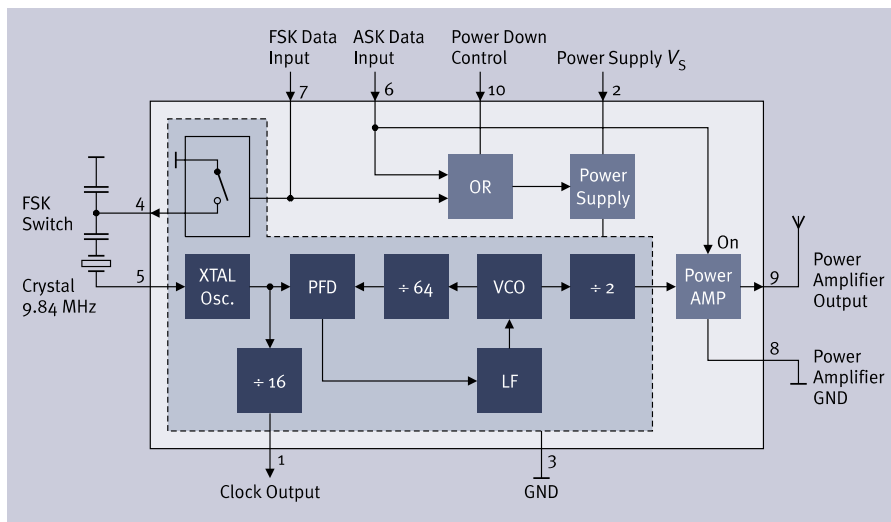 FSK Data
Input
ASK Data
Input
Power Down
Control
Power Supply VS
7
6
10
2
OR
Power
Supply
4
FSK
Switch
On
5
Crystal
9.84 MHz
XTAL
Osc.
PFD
÷ 64
VCO
÷ 2
Power
AMP
9
Power
Amplifier
Output
÷ 16
LF
8
Power
Amplifier
GND
1
3
Clock Output
GND